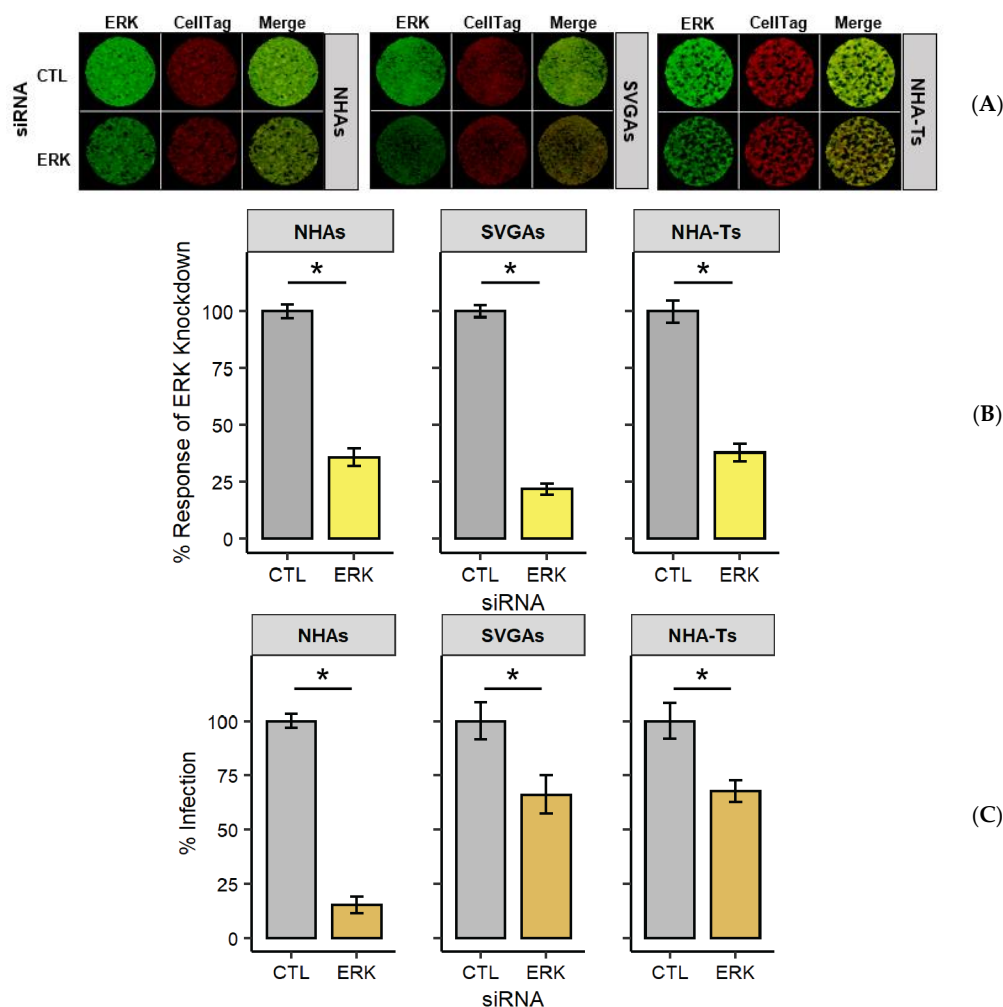 ERK CellTag Merge
ERK CellTag Merge
ERK CellTag Merge
siRNA
CTL
ERK
NHAs
SVGAs
NHA-Ts
(A)
NHAs
SVGAs
NHA-Ts
% Response of ERK Knockdown
* * *
100
75
50
25
0
CTL ERK
CTL ERK
CTL ERK
siRNA
(B)
NHAs
SVGAs
NHA-Ts
% Infection
* * *
100
75
50
25
0
CTL ERK
CTL ERK
CTL ERK
siRNA
(C)